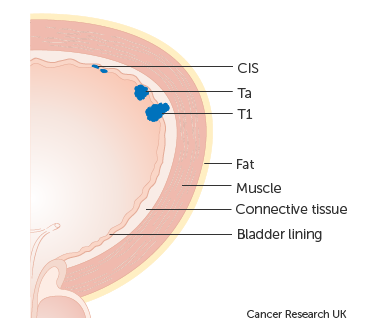 CIS
Ta
T1
Fat
Muscle
Connective tissue
Bladder lining
Cancer Research UK